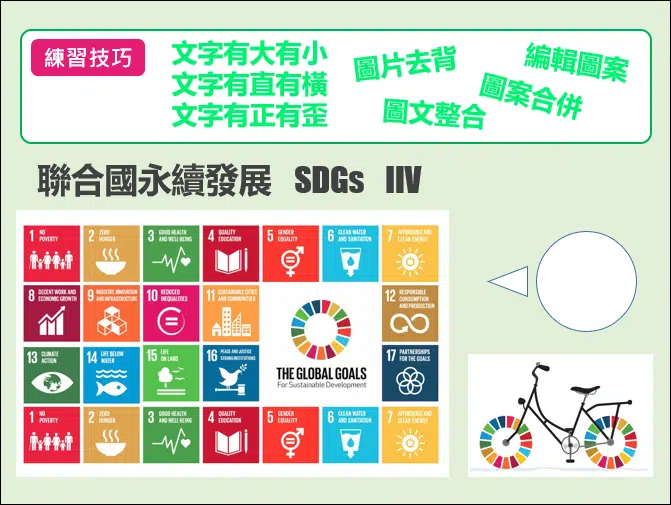 練習技巧
文字有大有小
文字有直有橫
文字有正有歪
圖片去背
編輯圖案
圖案合併
圖文整合
聯合國永續發展 SDGs IIV
1 NO POVERTY
2 ZERO HUNGER
3 GOOD HEALTH AND WELL-BEING
4 QUALITY EDUCATION
5 GENDER EQUALITY
6 CLEAN WATER AND SANITATION
7 AFFORDABLE AND CLEAN ENERGY
8 DECENT WORK AND ECONOMIC GROWTH
9 INDUSTRY, INNOVATION AND INFRASTRUCTURE
10 REDUCED INEQUALITIES
11 SUSTAINABLE CITIES AND COMMUNITIES
12 RESPONSIBLE CONSUMPTION AND PRODUCTION
13 CLIMATE ACTION
14 LIFE BELOW WATER
15 LIFE ON LAND
16 PEACE AND JUSTICE STRONG INSTITUTIONS
THE GLOBAL GOALS
For Sustainable Development
17 PARTNERSHIPS FOR THE GOALS
1 NO POVERTY
2 ZERO HUNGER
3 GOOD HEALTH AND WELL-BEING
4 QUALITY EDUCATION
5 GENDER EQUALITY
6 CLEAN WATER AND SANITATION
7 AFFORDABLE AND CLEAN ENERGY